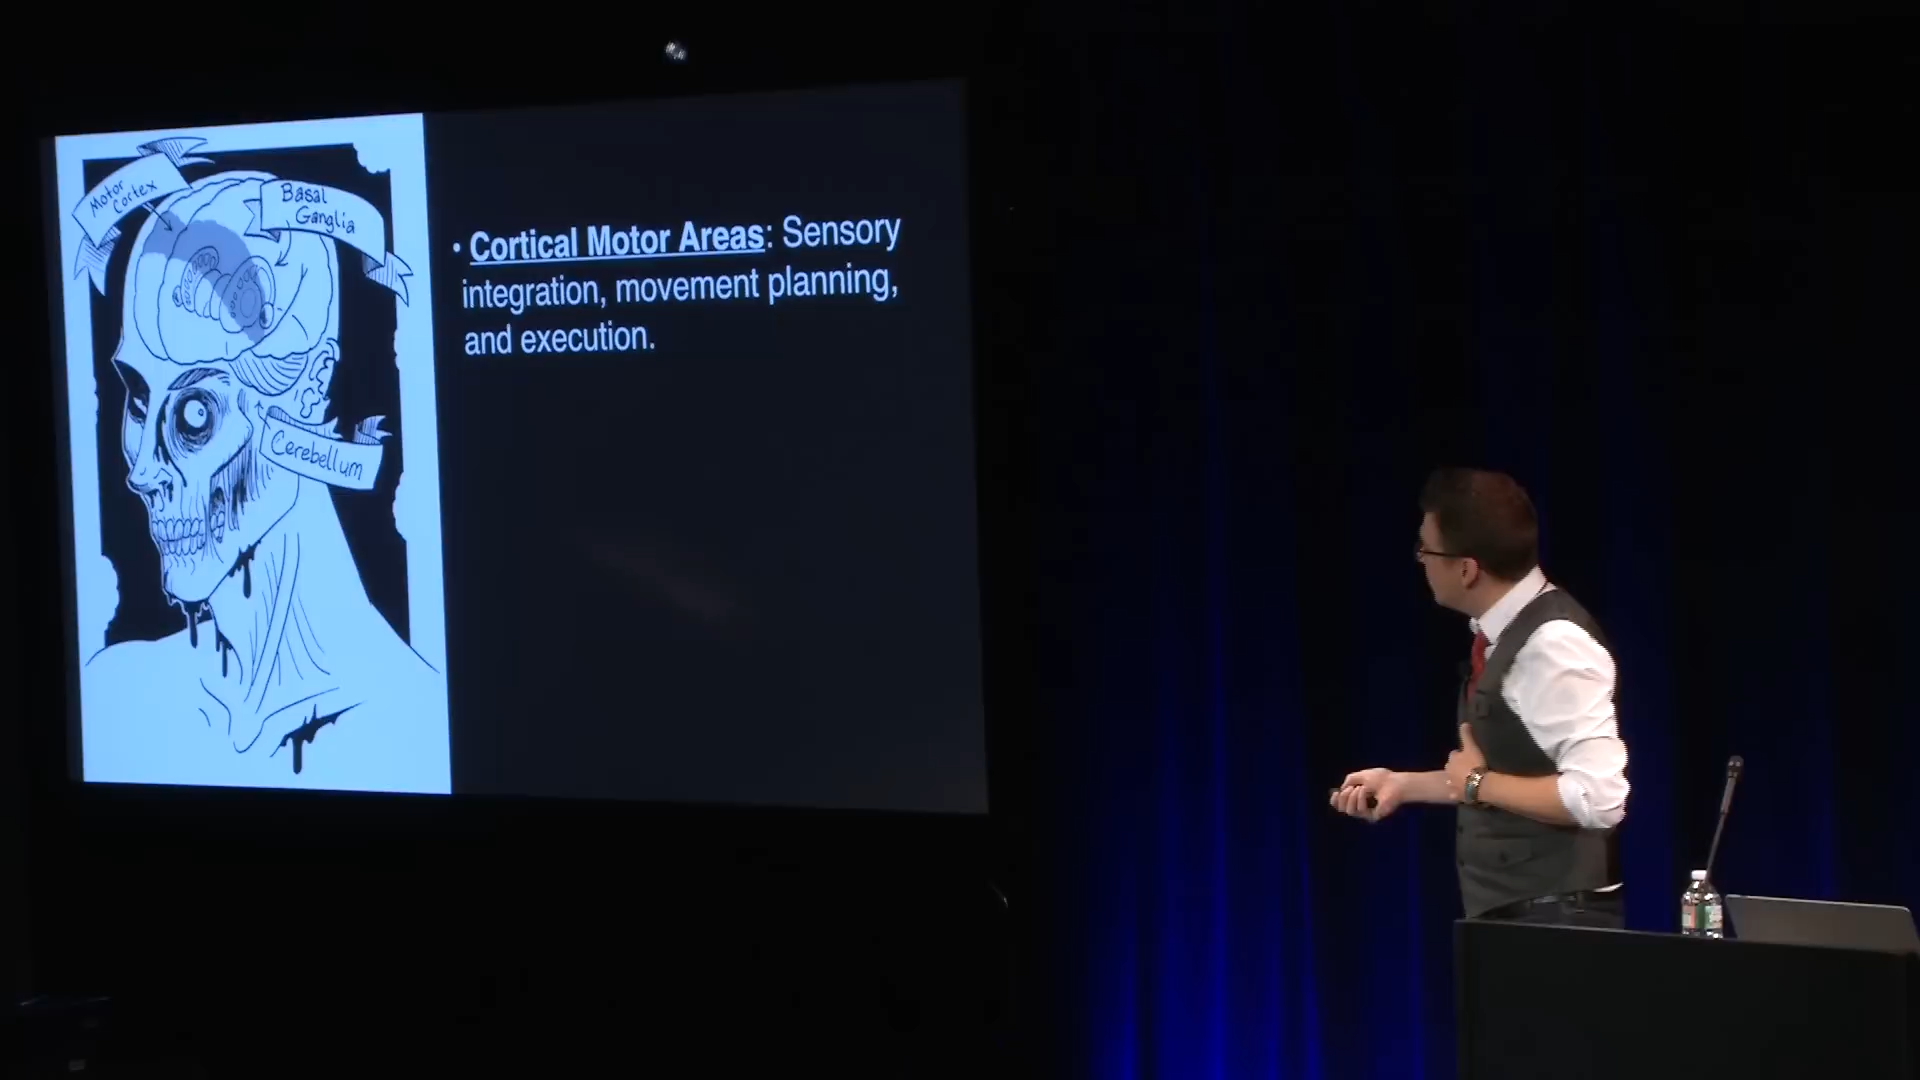 Motor
Cortex
Basal
Ganglia
Cerebellum
• Cortical Motor Areas: Sensory
integration, movement planning,
and execution.